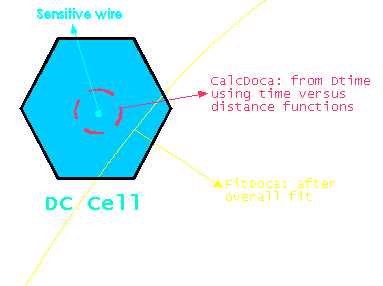 Sensitive wire
CalcDoca: from Dtime
using time versus
distance functions
FitDoca: after
overall fit
DC Cell